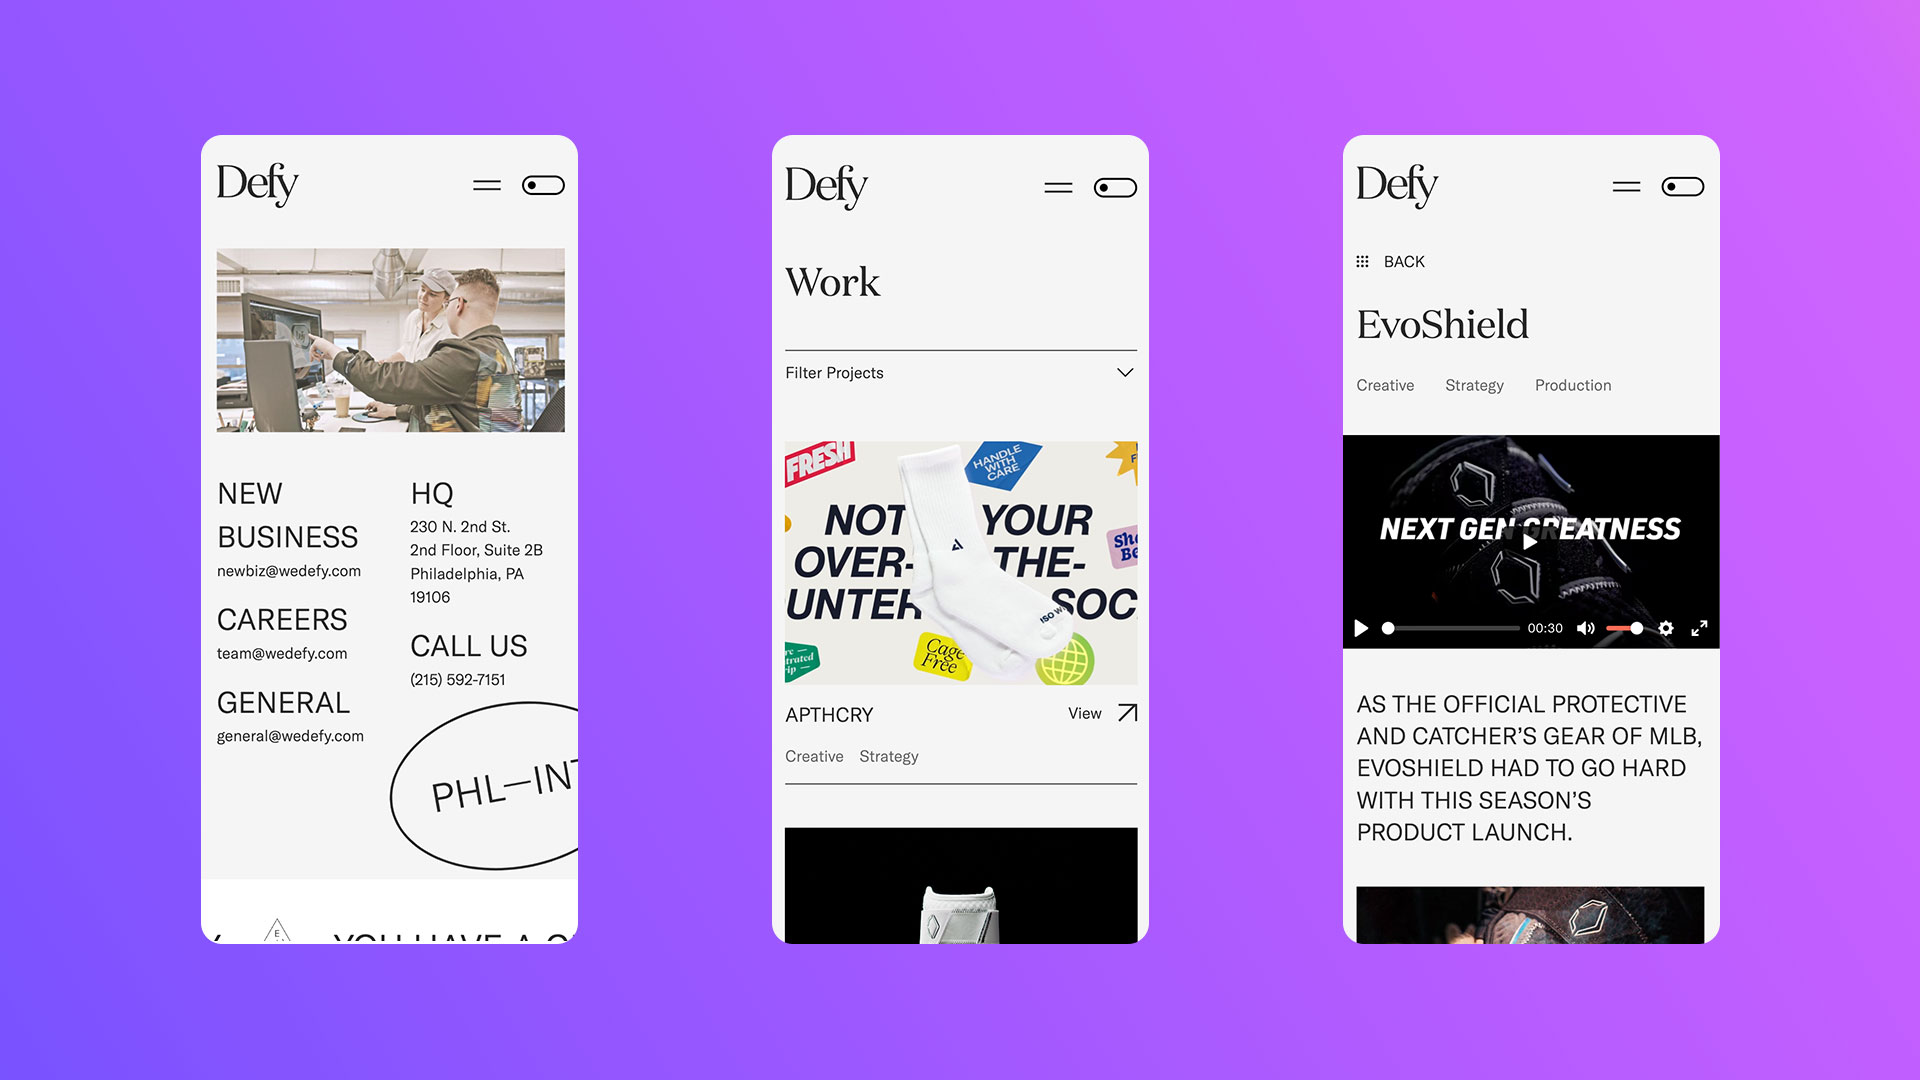 Defy
NEW
BUSINESS
newbiz@wedefy.com
CAREERS
team@wedefy.com
GENERAL
general@wedefy.com
HQ
230 N. 2nd St.
2nd Floor, Suite 2B
Philadelphia, PA
19106
CALL US
(215) 592-7151
PHL—INT
YOU HAVE A
Defy
Work
Filter Projects
FRESH
HANDLE
WITH
CARE
NOT YOUR
OVER- THE-
UNTER SOC
Cage
Free
APTHCRY
View
Creative Strategy
Defy
BACK
EvoShield
Creative Strategy Production
NEXT GEN GREATNESS
00:30
AS THE OFFICIAL PROTECTIVE
AND CATCHER’S GEAR OF MLB,
EVOSHIELD HAD TO GO HARD
WITH THIS SEASON’S
PRODUCT LAUNCH.